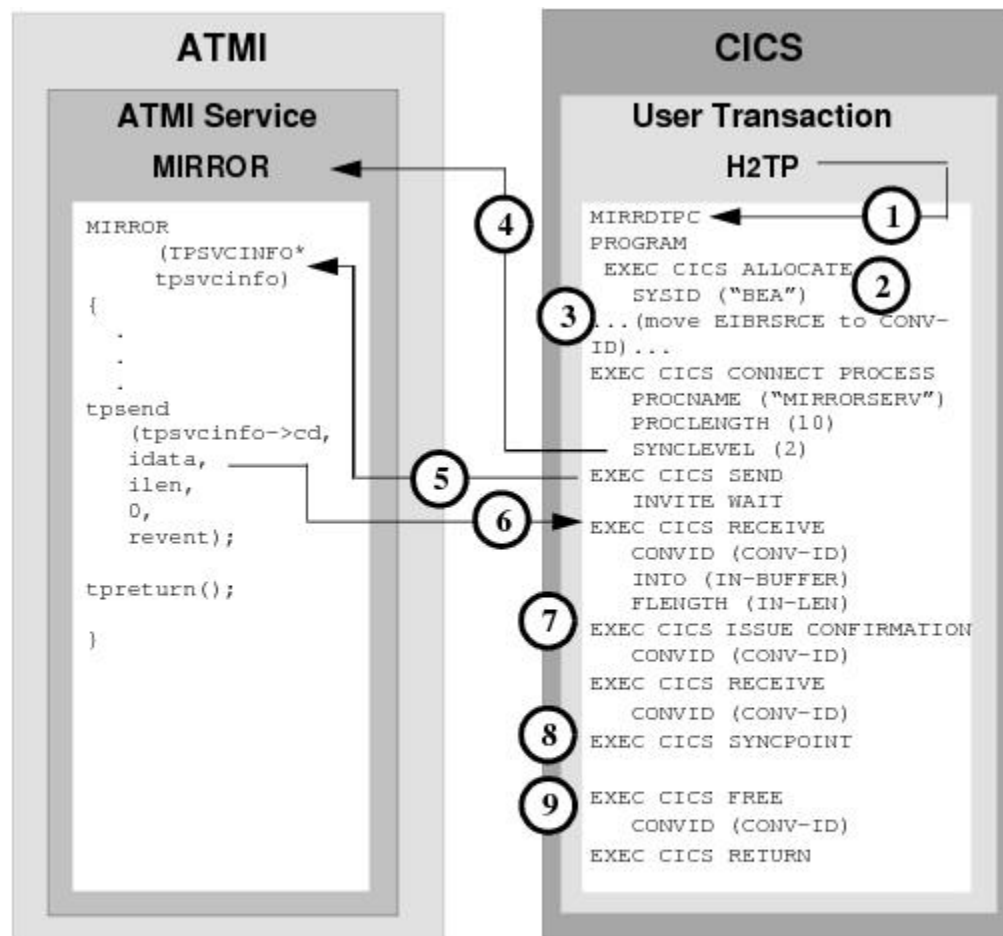 ATMI
ATMI Service
MIRROR
MIRROR
(TPSVCINFO*
tpsvcinfo)
{
.
.
.
tpsend
(tpsvcinfo->cd,
idata,
ilen,
0,
revent);
tpreturn();
}
4
5
6
CICS
User Transaction
H2TP
1
MIRRDTPC
PROGRAM
EXEC CICS ALLOCATE
2
SYSID ("BEA")
3
...(move EIBRSRCE to CONV-
ID)...
EXEC CICS CONNECT PROCESS
PROCNAME ("MIRRORSERV")
PROCLENGTH (10)
SYNCLEVEL (2)
EXEC CICS SEND
INVITE WAIT
EXEC CICS RECEIVE
CONVID (CONV-ID)
INTO (IN-BUFFER)
FLENGTH (IN-LEN)
7
EXEC CICS ISSUE CONFIRMATION
CONVID (CONV-ID)
EXEC CICS RECEIVE
CONVID (CONV-ID)
8
EXEC CICS SYNCPOINT
9
EXEC CICS FREE
CONVID (CONV-ID)
EXEC CICS RETURN